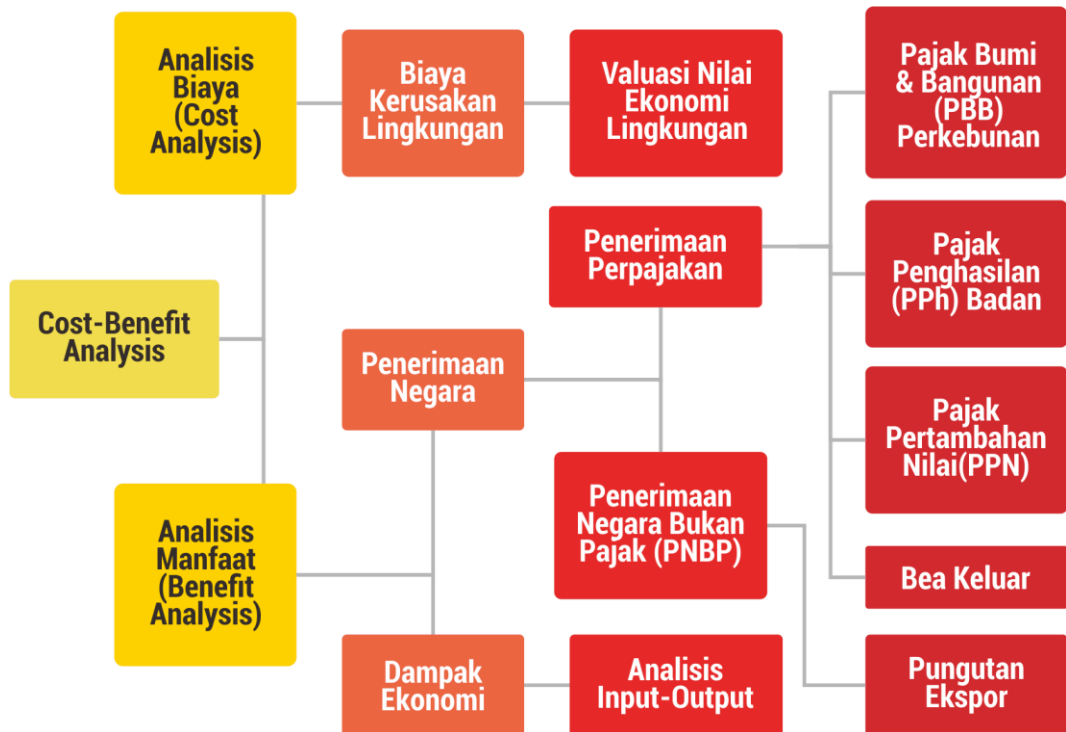 Analisis
Biaya
(Cost
Analysis)
Biaya
Kerusakan
Lingkungan
Valuasi Nilai
Ekonomi
Lingkungan
Pajak Bumi
& Bangunan
(PBB)
Perkebunan
Penerimaan
Perpajakan
Pajak
Penghasilan
(PPh) Badan
Cost-Benefit
Analysis
Penerimaan
Negara
Pajak
Pertambahan
Nilai(PPN)
Analisis
Manfaat
(Benefit
Analysis)
Penerimaan
Negara Bukan
Pajak (PNBP)
Bea Keluar
Dampak
Ekonomi
Analisis
Input-Output
Pungutan
Ekspor